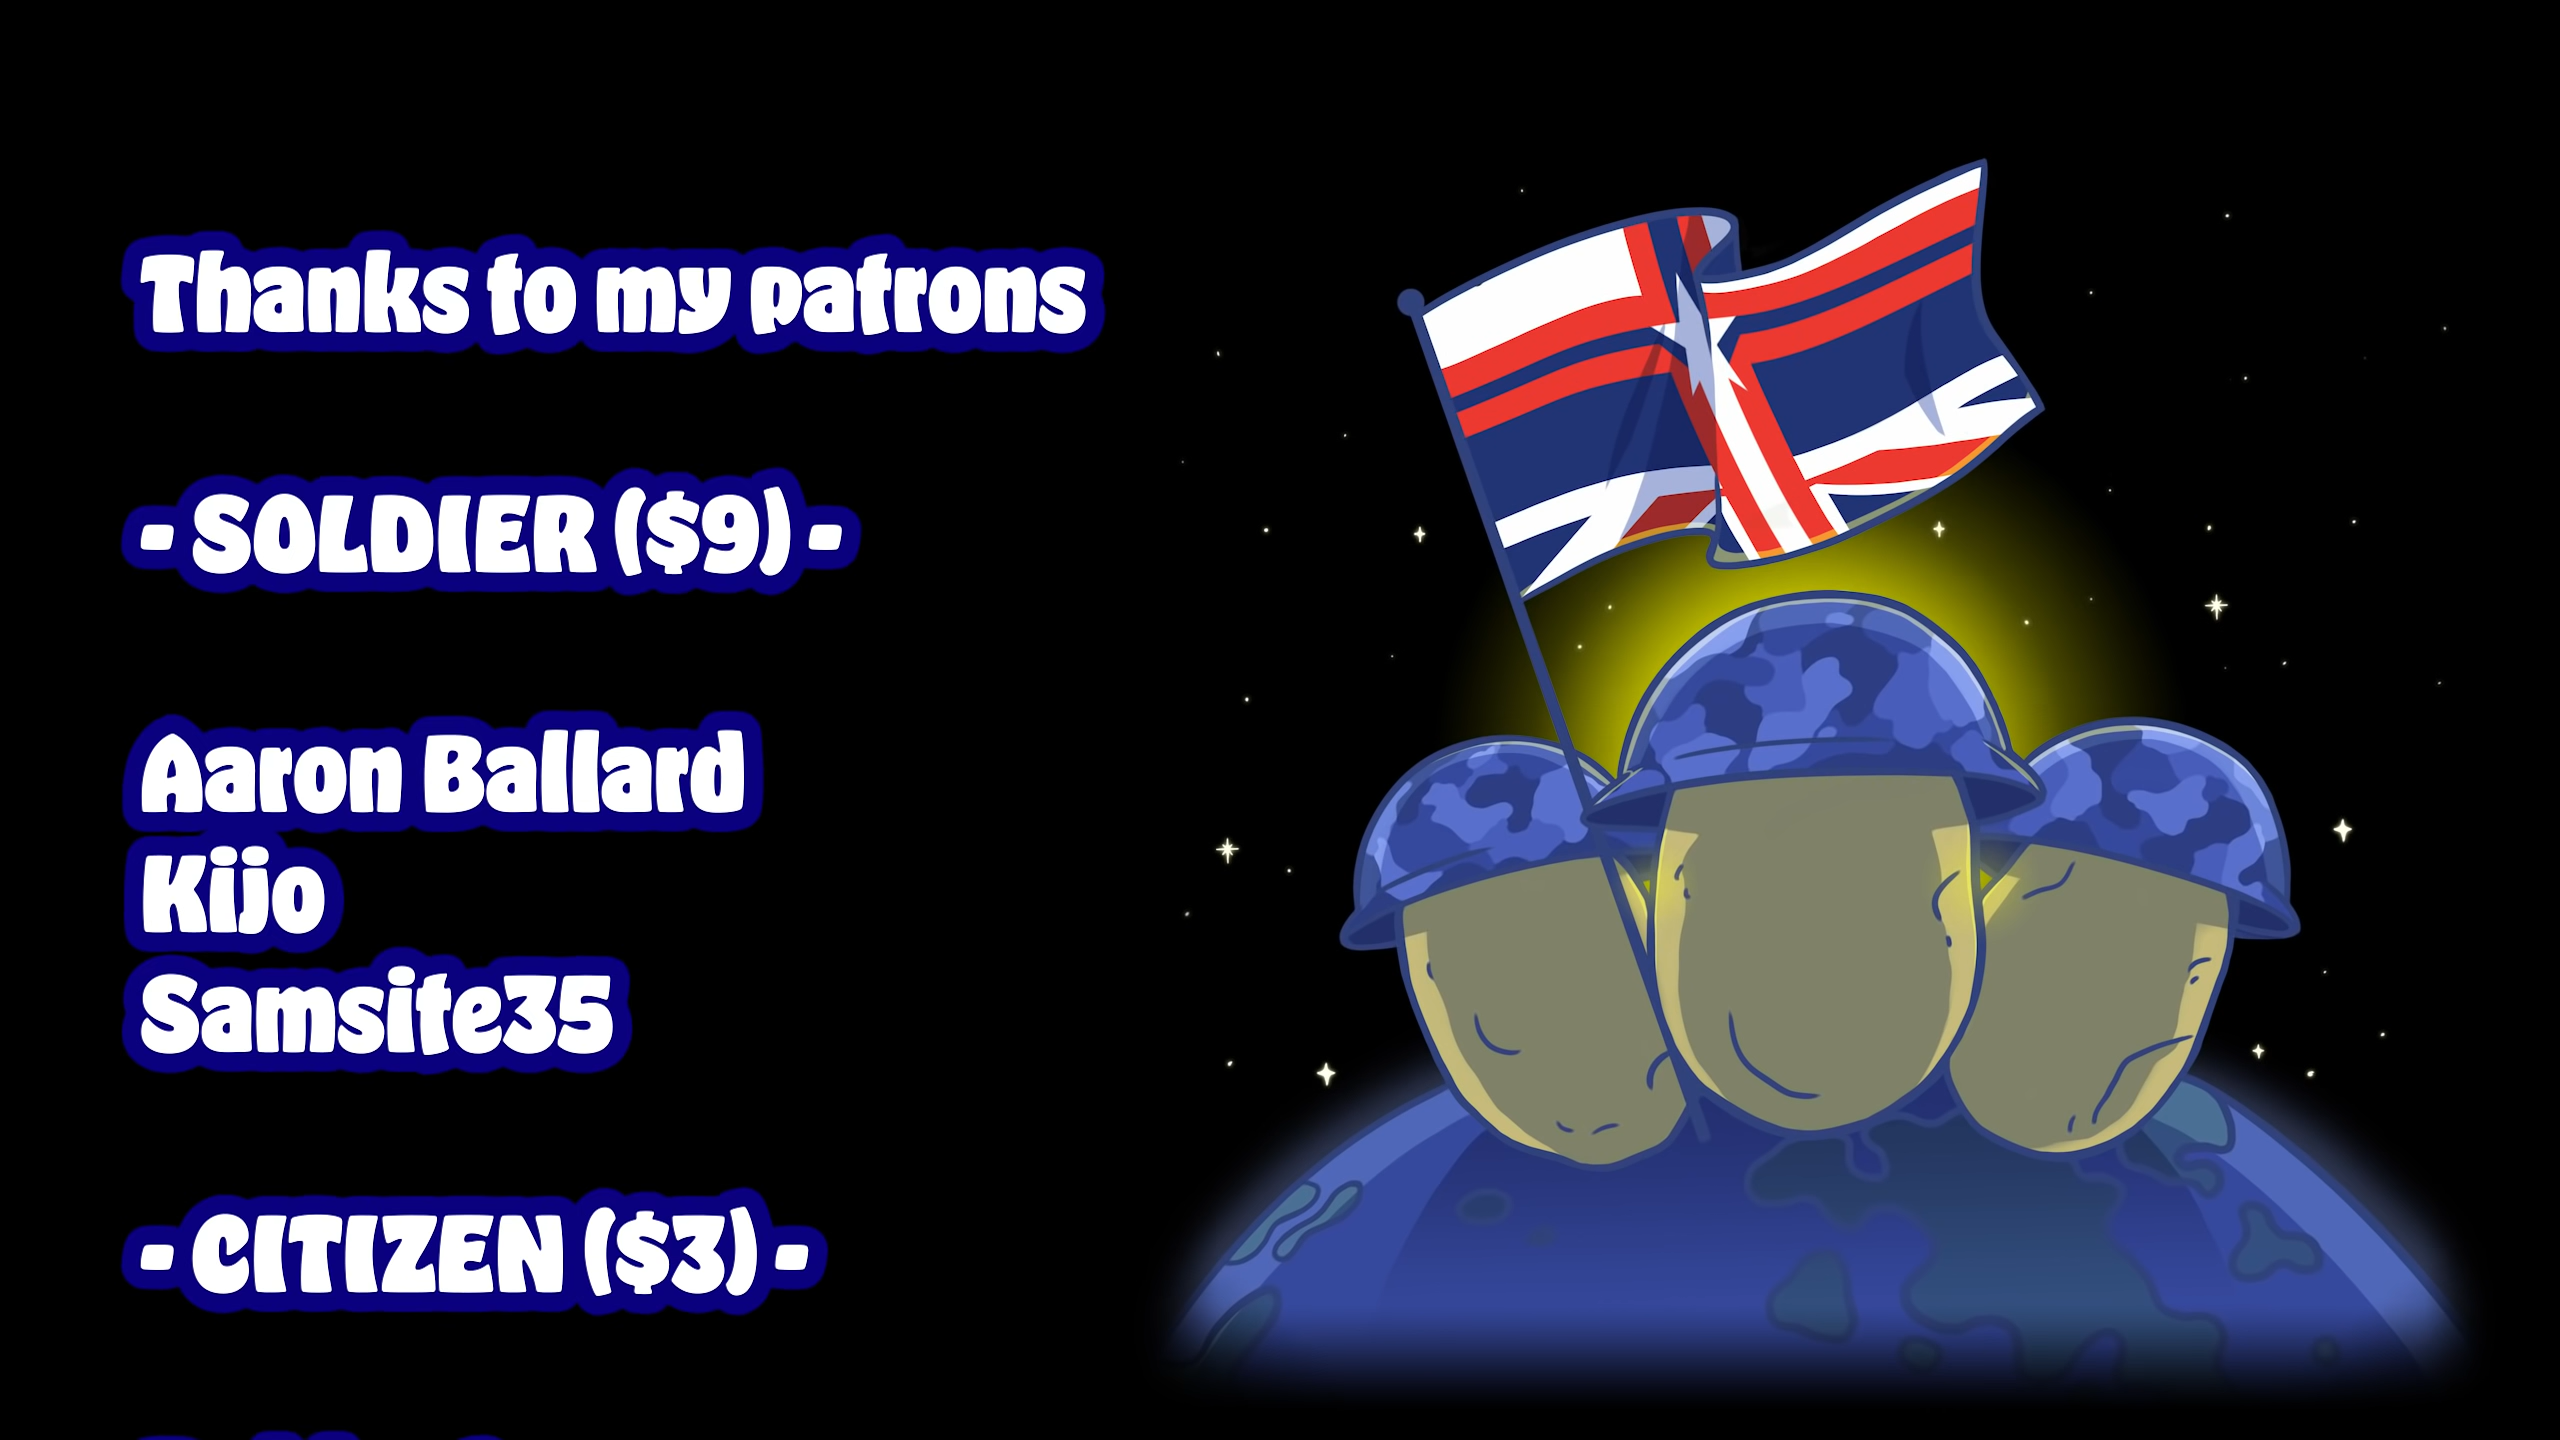 Thanks to my patrons
- SOLDIER ($9) -
Aaron Ballard
Kijo
Samsite35
- CITIZEN ($3) -